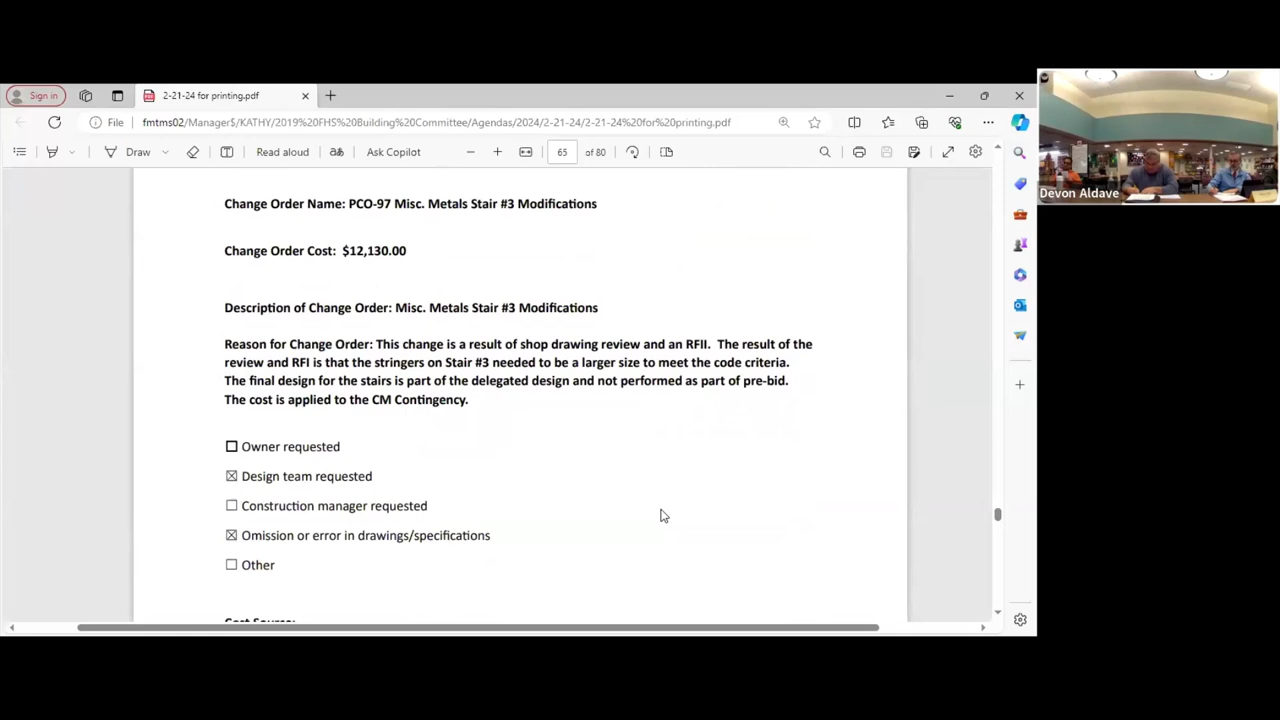 Sign in
2-21-24 for printing.pdf
File fmtms02/Manager$/KATHY/2019%20FHS%20Building%20Committee/Agendas/2024/2-21-24/2-21-24%20for%20printing.pdf
Draw
Read aloud
Ask Copilot
65 of 80
Devon Aldave
Change Order Name: PCO-97 Misc. Metals Stair #3 Modifications
Change Order Cost: $12,130.00
Description of Change Order: Misc. Metals Stair #3 Modifications
Reason for Change Order: This change is a result of shop drawing review and an RFII. The result of the
review and RFI is that the stringers on Stair #3 needed to be a larger size to meet the code criteria.
The final design for the stairs is part of the delegated design and not performed as part of pre-bid.
The cost is applied to the CM Contingency.
☐ Owner requested
☒ Design team requested
☐ Construction manager requested
☒ Omission or error in drawings/specifications
☐ Other
Cost Source: